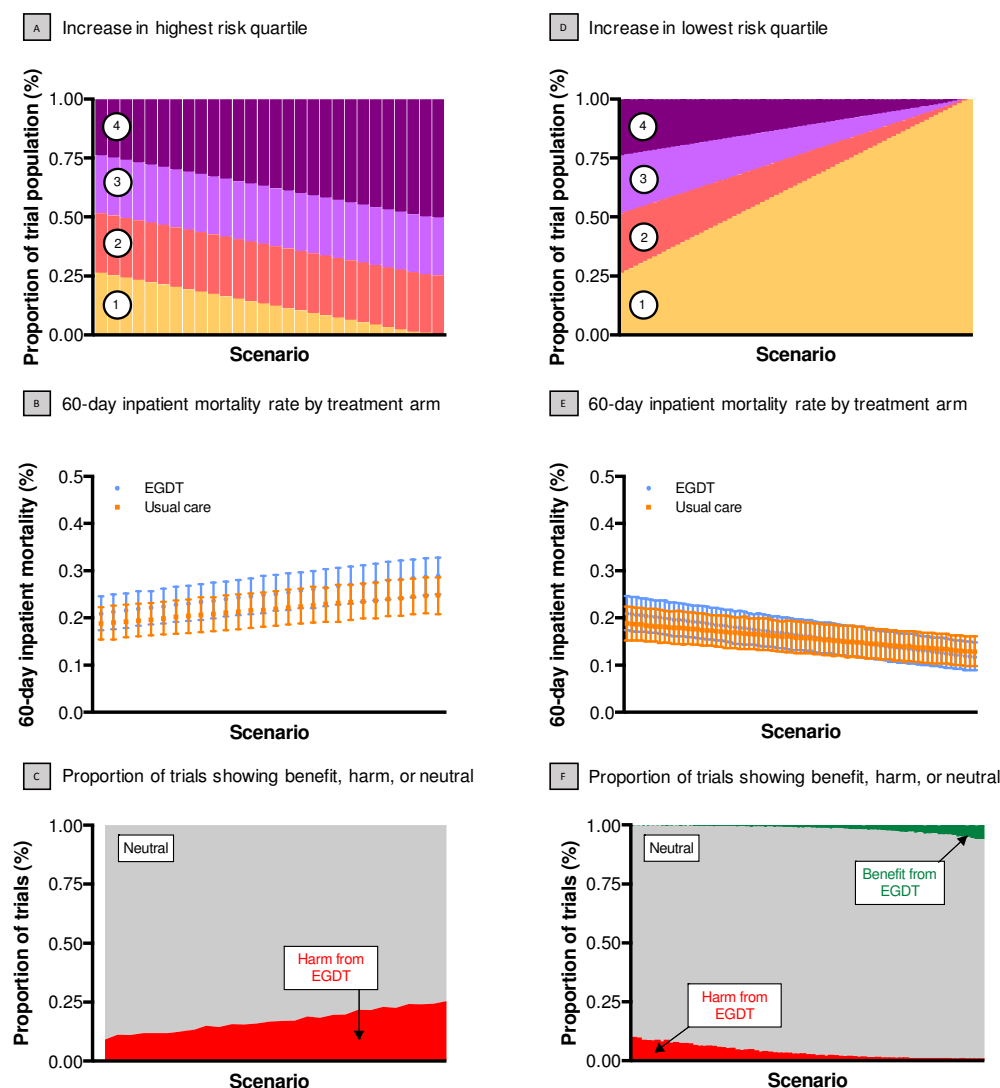 A Increase in highest risk quartile
Proportion of trial population (%)
1.00
0.75
0.50
0.25
0.00
4
3
2
1
Scenario
B 60-day inpatient mortality rate by treatment arm
60-day inpatient mortality (%)
0.5
0.4
0.3
0.2
0.1
0.0
EGDT
Usual care
Scenario
C Proportion of trials showing benefit, harm, or neutral
Proportion of trials (%)
1.00
0.75
0.50
0.25
0.00
Neutral
Harm from
EGDT
Scenario
D Increase in lowest risk quartile
Proportion of trial population (%)
1.00
0.75
0.50
0.25
0.00
4
3
2
1
Scenario
E 60-day inpatient mortality rate by treatment arm
60-day inpatient mortality (%)
0.5
0.4
0.3
0.2
0.1
0.0
EGDT
Usual care
Scenario
F Proportion of trials showing benefit, harm, or neutral
Proportion of trials (%)
1.00
0.75
0.50
0.25
0.00
Neutral
Benefit from
EGDT
Harm from
EGDT
Scenario